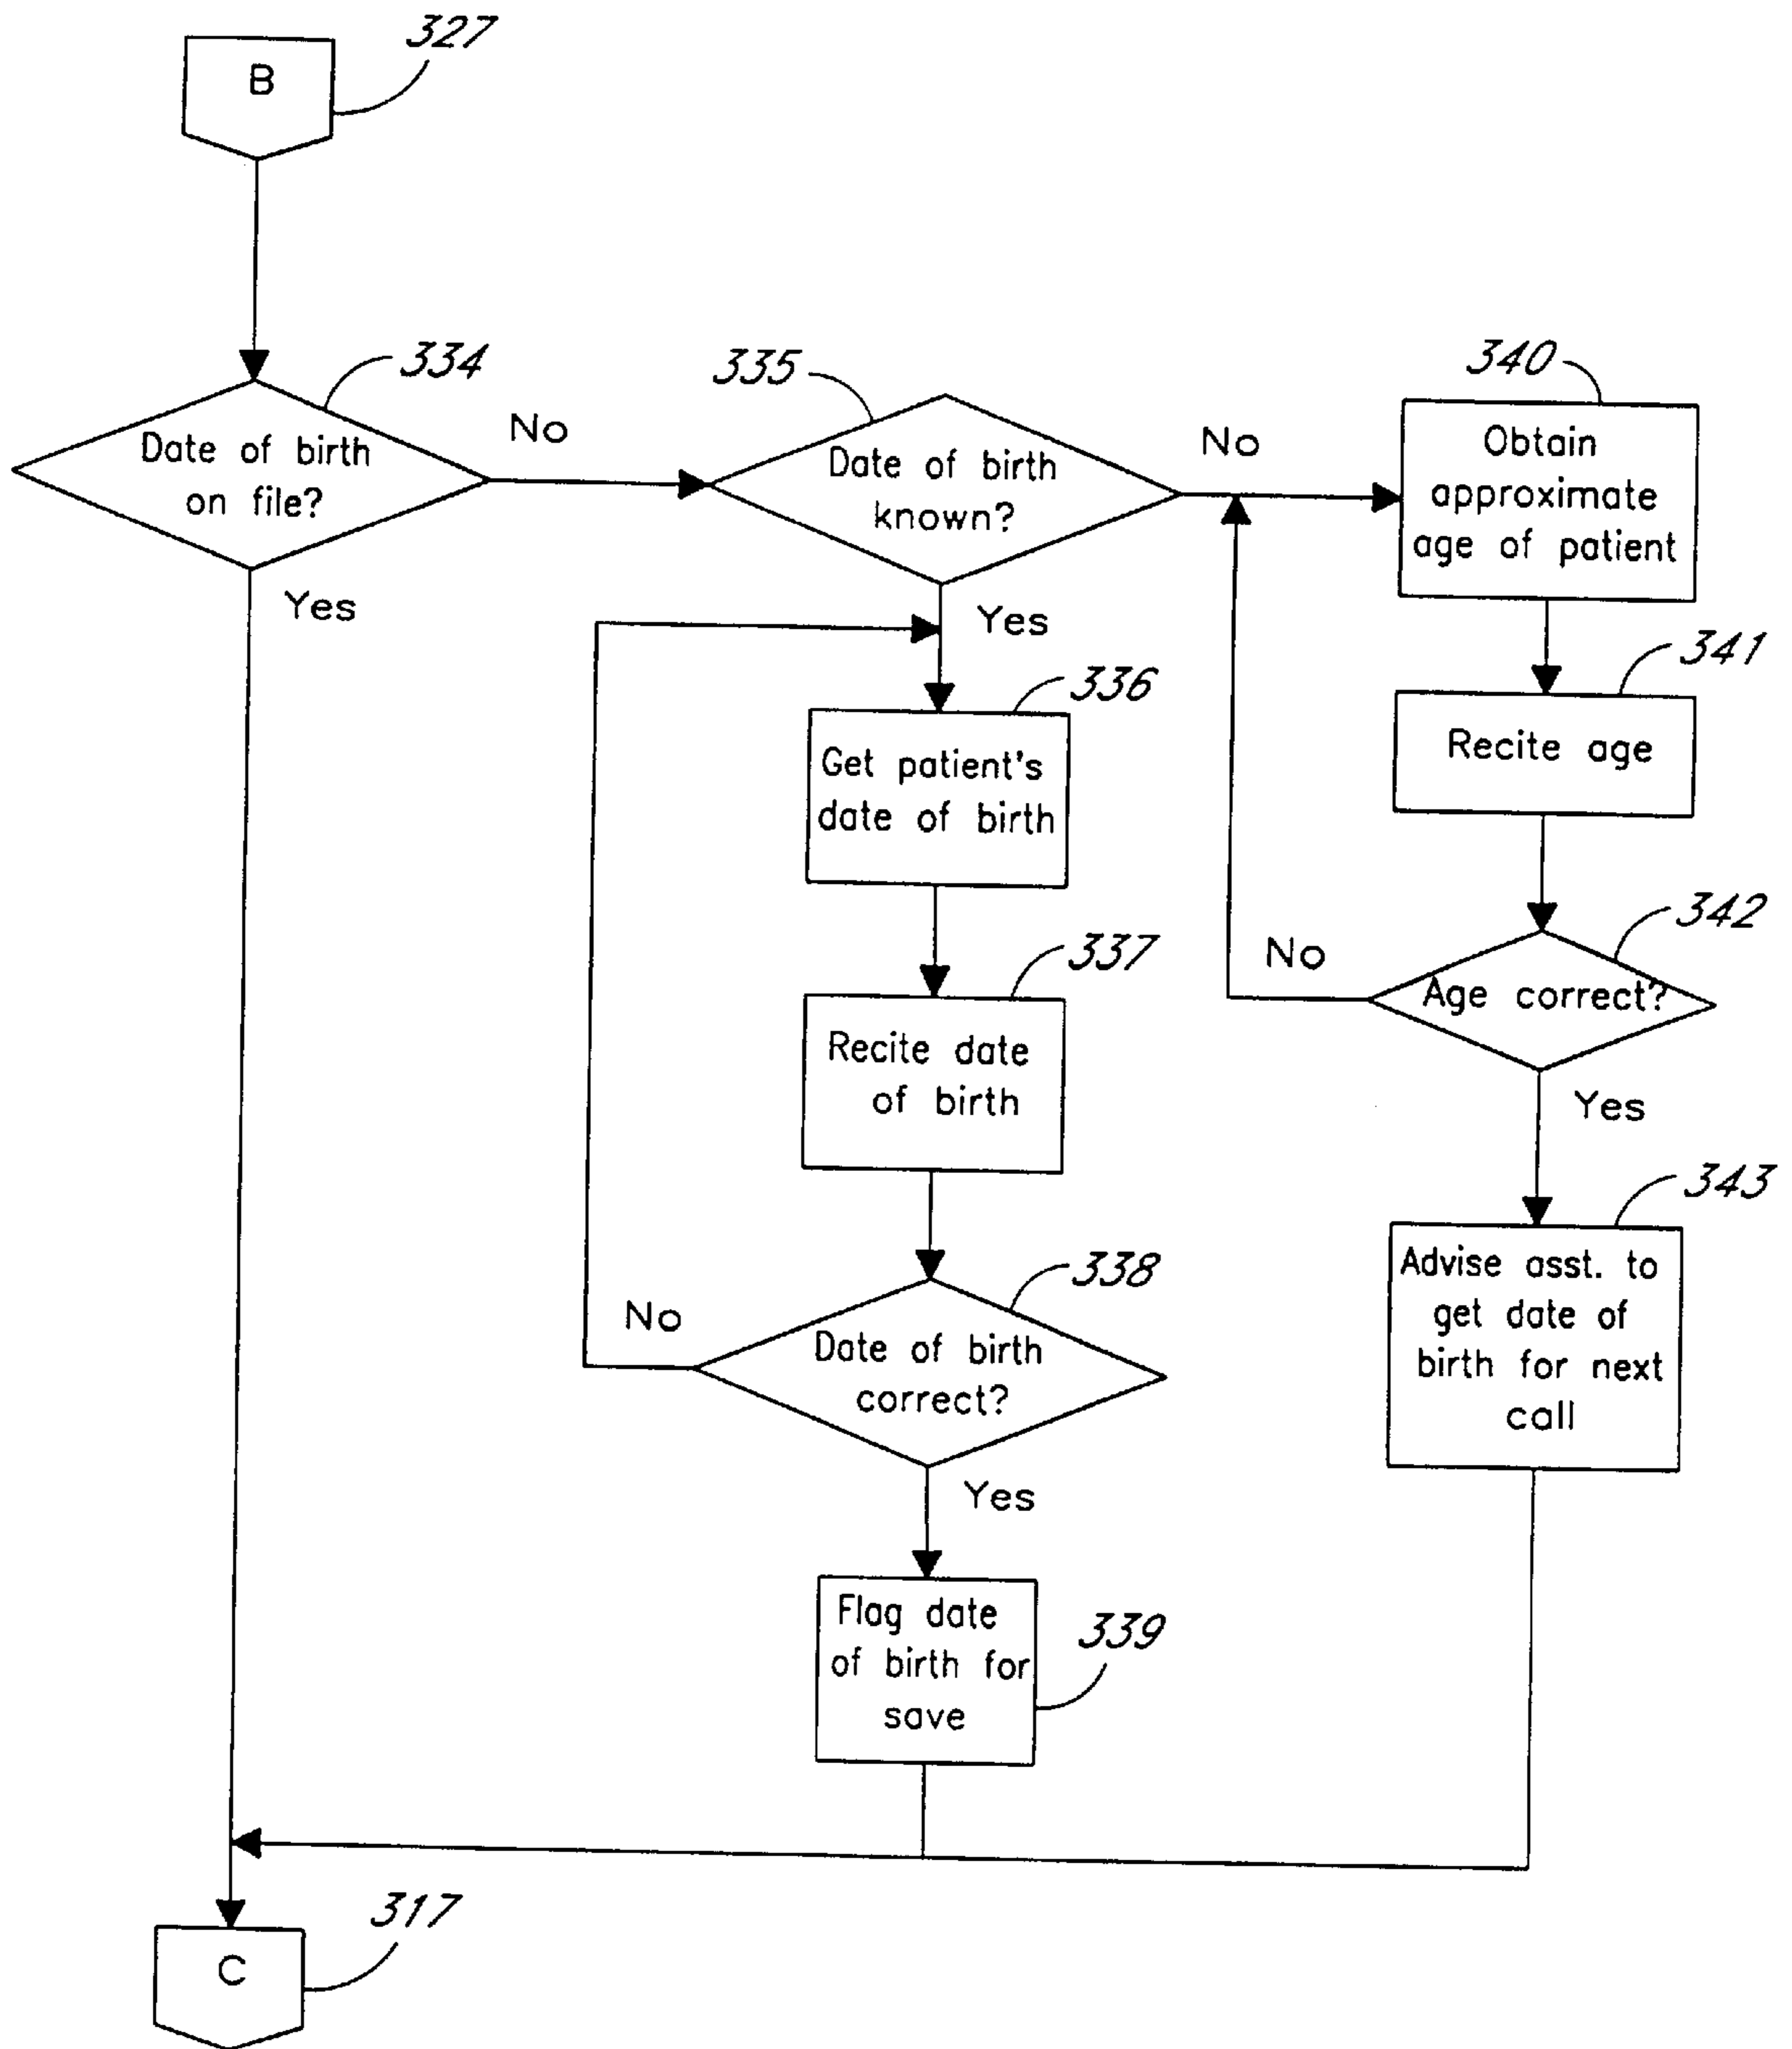 327
B
334
335
340
Date of birth
on file?
No
Date of birth
known?
No
Obtain
approximate
age of patient
Yes
Yes
341
Recite age
336
Get patient's
date of birth
342
No
Age correct?
Yes
337
Recite date
of birth
343
Advise asst. to
get date of
birth for next
call
338
No
Date of birth
correct?
Yes
339
Flag date
of birth for
save
317
C